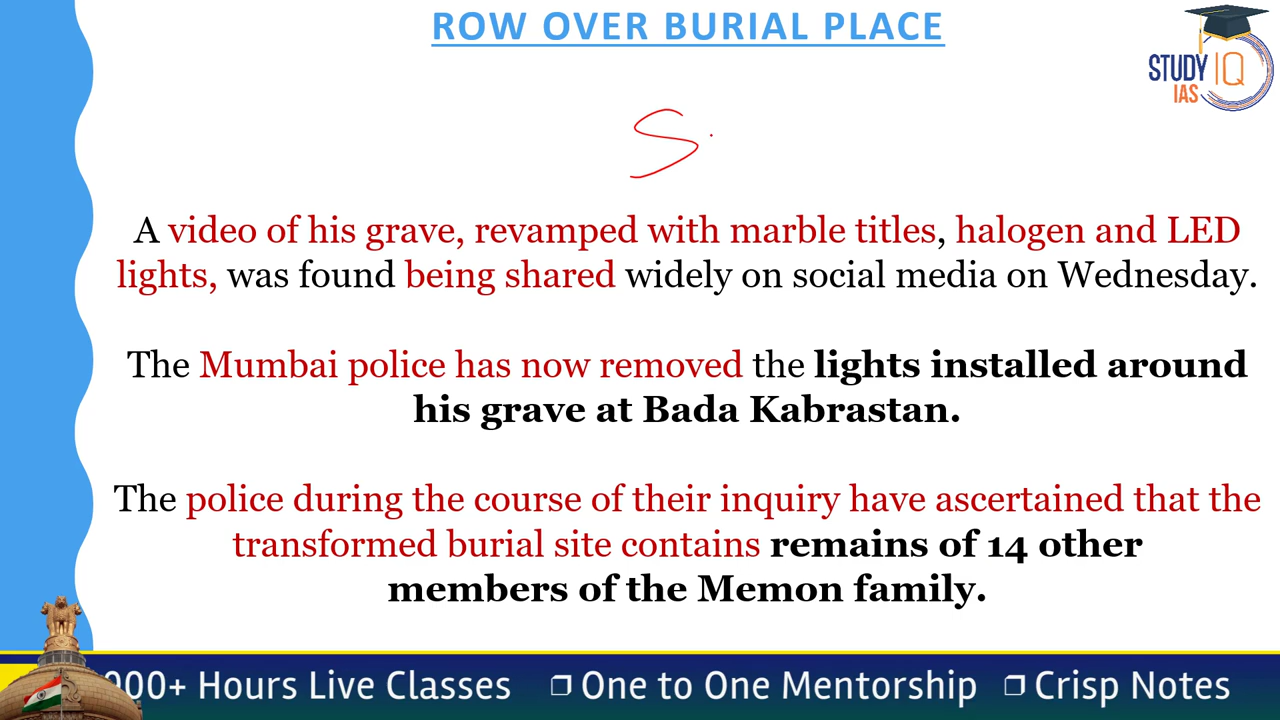 ROW OVER BURIAL PLACE
STUDY IQ
IAS
S
A video of his grave, revamped with marble titles, halogen and LED
lights, was found being shared widely on social media on Wednesday.
The Mumbai police has now removed the lights installed around
his grave at Bada Kabrastan.
The police during the course of their inquiry have ascertained that the
transformed burial site contains remains of 14 other
members of the Memon family.
000+ Hours Live Classes ❐ One to One Mentorship ❐ Crisp Notes